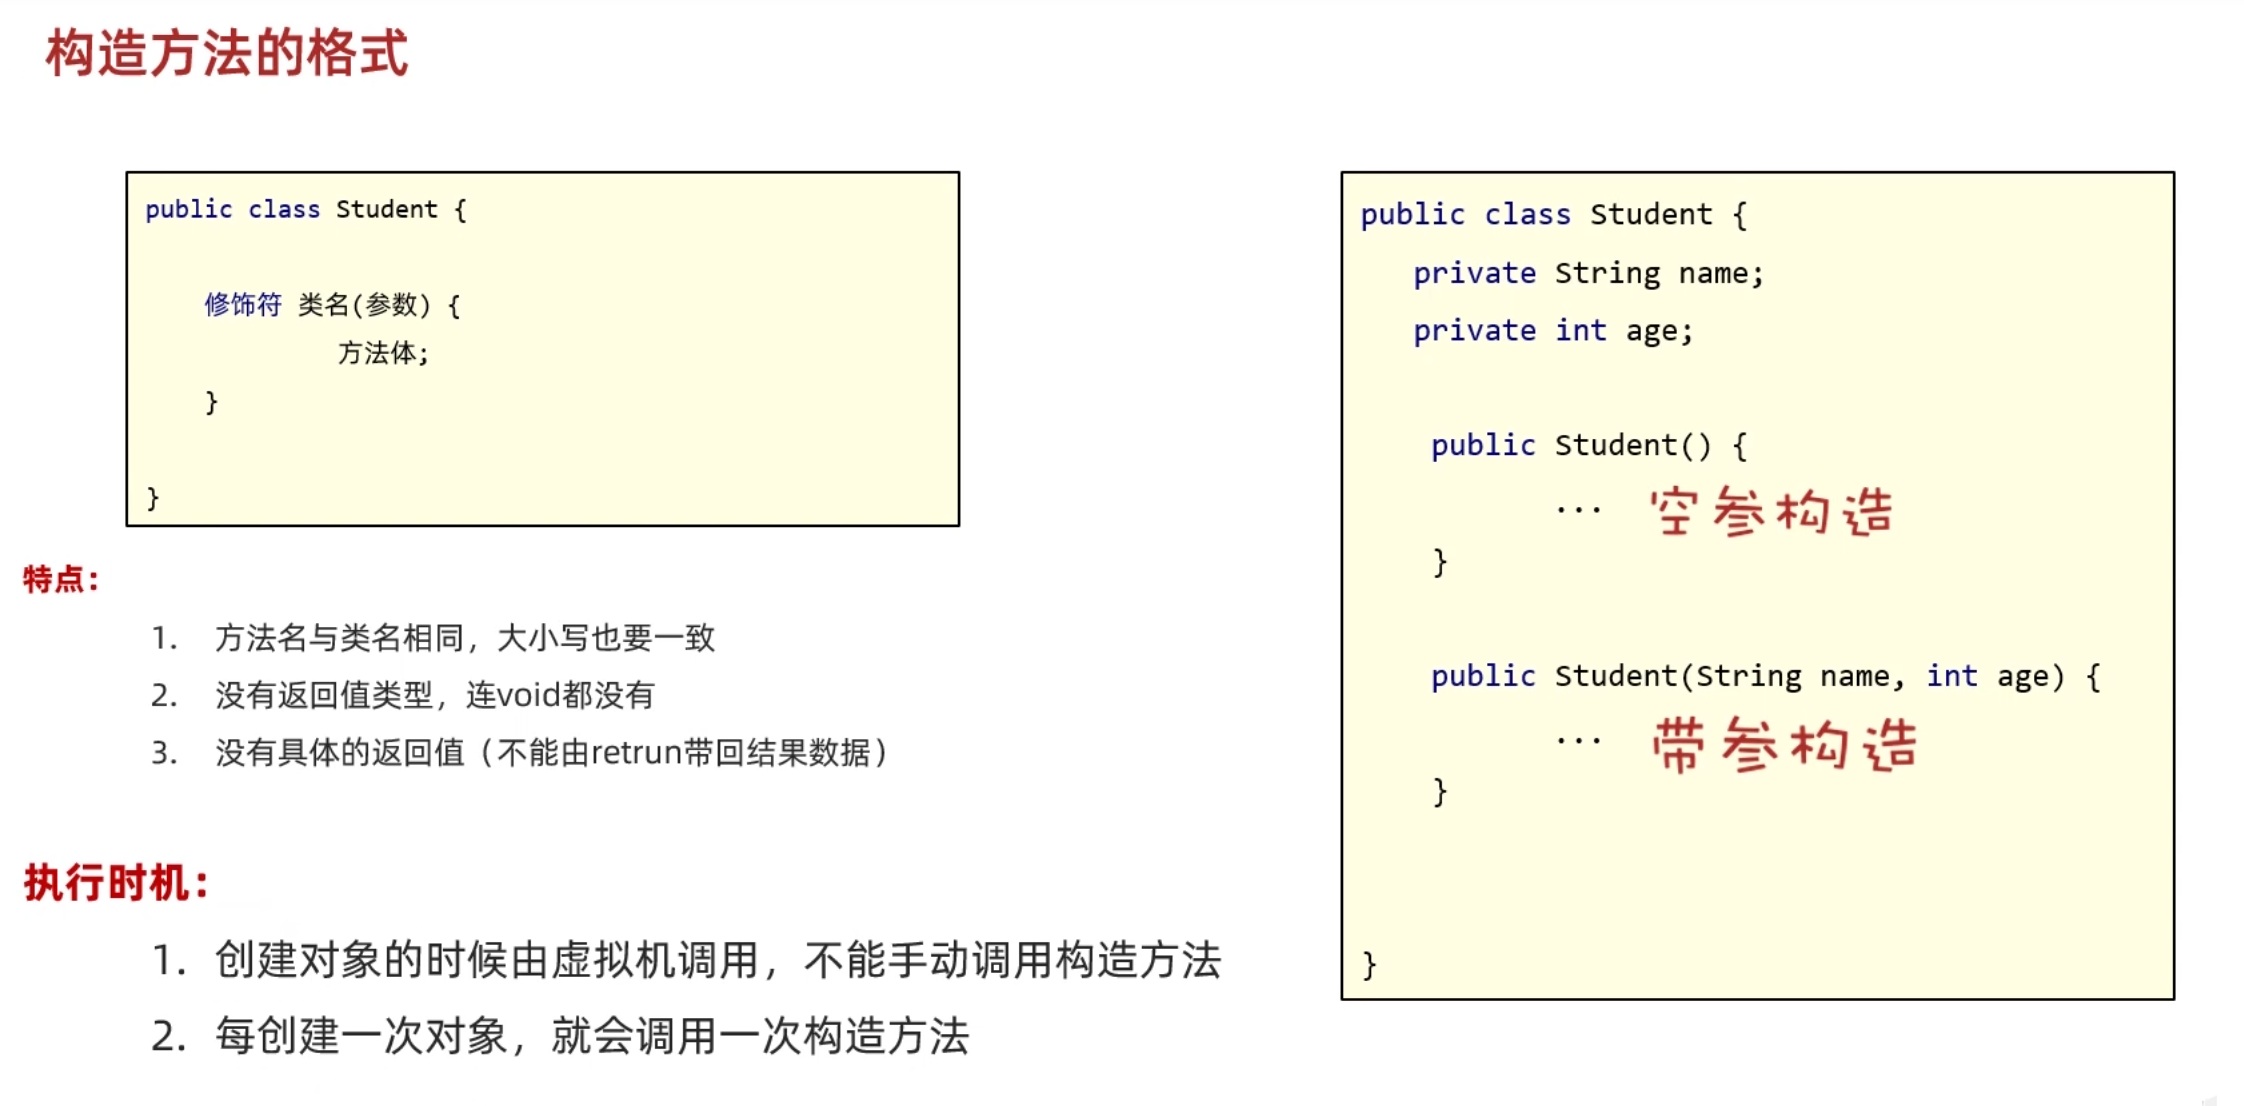 构造方法的格式
public class Student {
修饰符 类名(参数) {
方法体;
}
}
特点：
1. 方法名与类名相同，大小写也要一致
2. 没有返回值类型，连void都没有
3. 没有具体的返回值（不能由retrun带回结果数据）
执行时机：
1. 创建对象的时候由虚拟机调用，不能手动调用构造方法
2. 每创建一次对象，就会调用一次构造方法
public class Student {
private String name;
private int age;
public Student() {
... 空参构造
}
public Student(String name, int age) {
... 带参构造
}
}